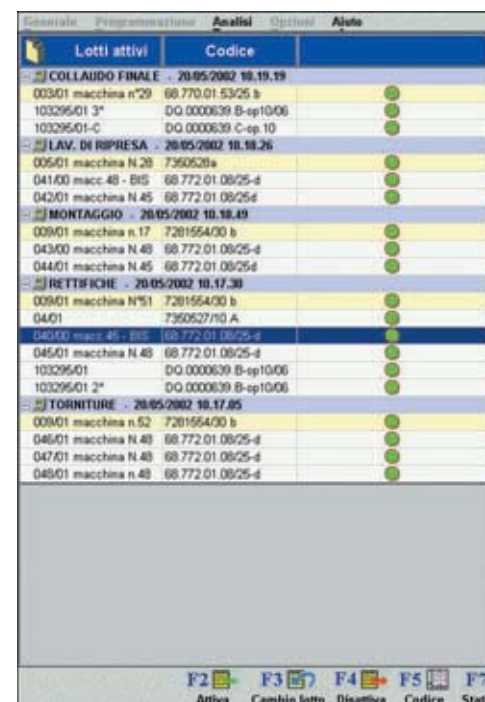 Generale Programmazione Analisi Opzioni Aiuto
Lotti attivi Codice
COLLAUDO FINALE - 20/05/2002 10.19.19
003/01 macchina n°29 68.770.01.53/25 b
103295/01 3° DQ.0000639.B-op10/06
103295/01-C DQ.0000639.C-op.10
LAV. DI RIPRESA - 20/05/2002 10.18.26
005/01 macchina N.28 7350528a
041/00 macc 48 - BIS 68.772.01.08/25-d
042/01 macchina N.45 68.772.01.08/25d
MONTAGGIO - 20/05/2002 10.18.49
009/01 macchina n.17 7281554/30 b
043/00 macchina N.48 68.772.01.08/25-d
044/01 macchina N.45 68.772.01.08/25d
RETTIFICHE - 20/05/2002 10.17.30
009/01 macchina N°51 7281554/30 b
04/01 7350527/10 A
040/00 macc 45 - BIS 68.772.01.08/25-d
045/01 macchina N.48 68.772.01.08/25-d
103295/01 DQ.0000639.B-op10/06
103295/01 2° DQ.0000639.B-op10/06
TORNITURE - 20/05/2002 10.17.05
009/01 macchina n.52 7281554/30 b
046/01 macchina N.48 68.772.01.08/25-d
047/01 macchina N.48 68.772.01.08/25-d
048/01 macchina n.48 68.772.01.08/25-d
F2 F3 F4 F5 F7
Attiva Cambio lotto Disattiva Codice Stat